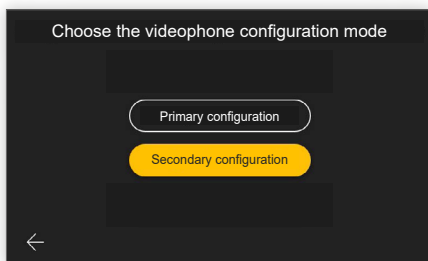 Choose the videophone configuration mode
Primary configuration
Secondary configuration